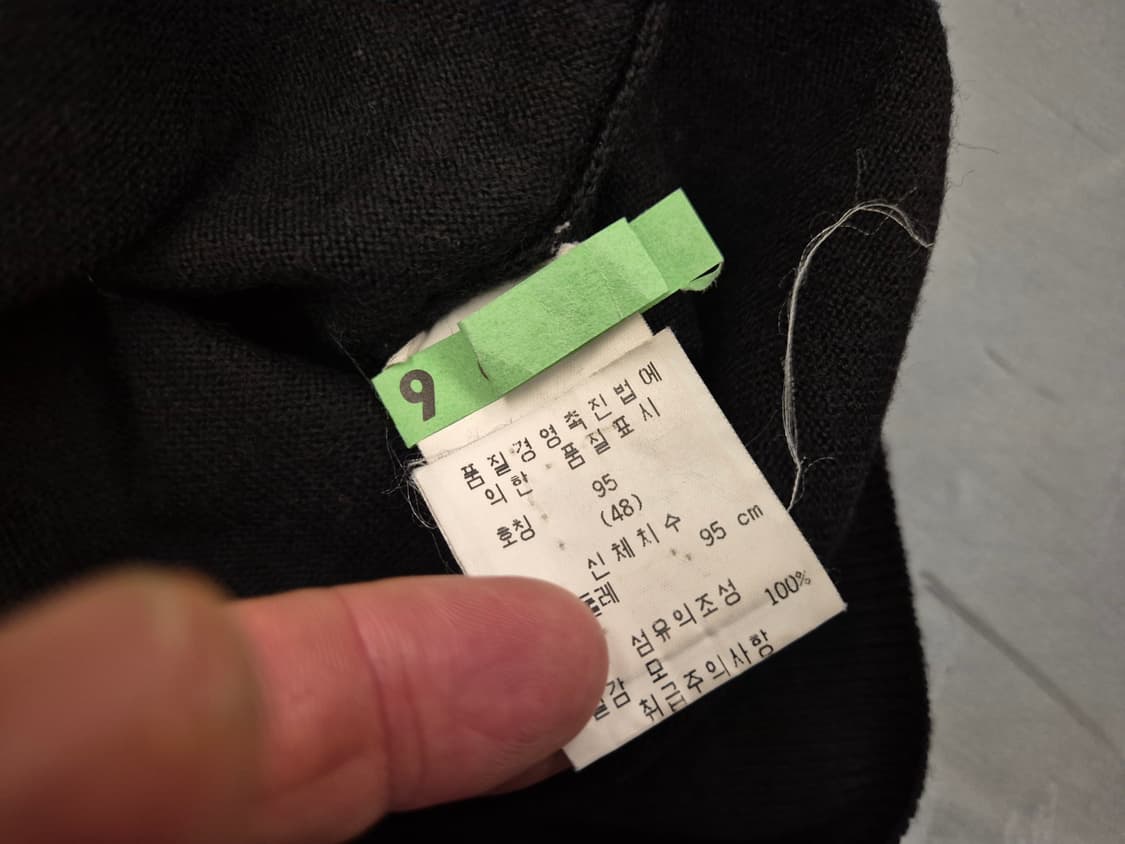 9
품질경영촉진법에
의한 품질표시
호칭 95
(48)
신체치수
95 cm
섬유의조성
모 100%
취급주의사항